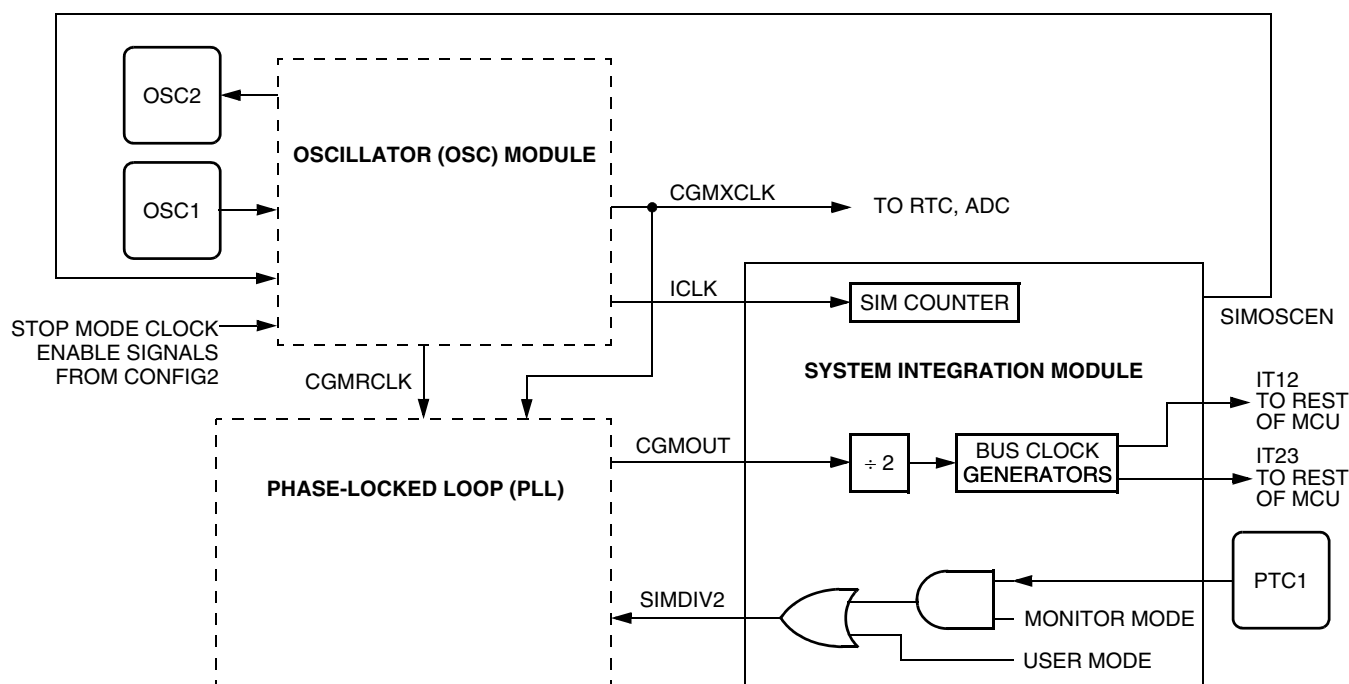 OSC2
OSCILLATOR (OSC) MODULE
OSC1
CGMXCLK
TO RTC, ADC
ICLK
SIM COUNTER
SIMOSCEN
STOP MODE CLOCK
ENABLE SIGNALS
FROM CONFIG2
CGMRCLK
SYSTEM INTEGRATION MODULE
IT12
TO REST
OF MCU
CGMOUT
÷ 2
BUS CLOCK
GENERATORS
IT23
TO REST
OF MCU
PHASE-LOCKED LOOP (PLL)
PTC1
SIMDIV2
MONITOR MODE
USER MODE